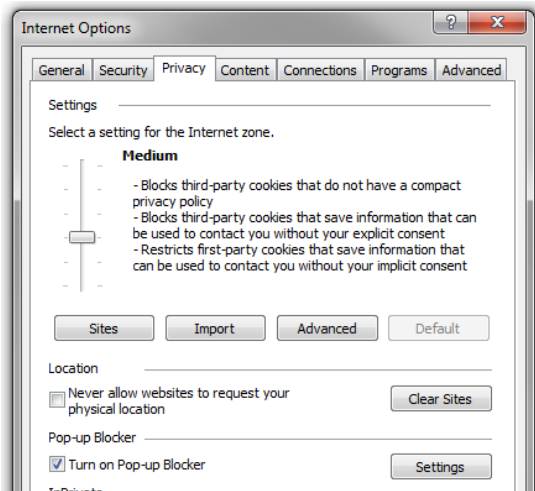 Internet Options
?
X
General Security Privacy Content Connections Programs Advanced
Settings
Select a setting for the Internet zone.
Medium
- Blocks third-party cookies that do not have a compact
privacy policy
- Blocks third-party cookies that save information that can
be used to contact you without your explicit consent
- Restricts first-party cookies that save information that
can be used to contact you without your implicit consent
Sites Import Advanced Default
Location
Never allow websites to request your
physical location
Clear Sites
Pop-up Blocker
Turn on Pop-up Blocker
Settings
InPrivate